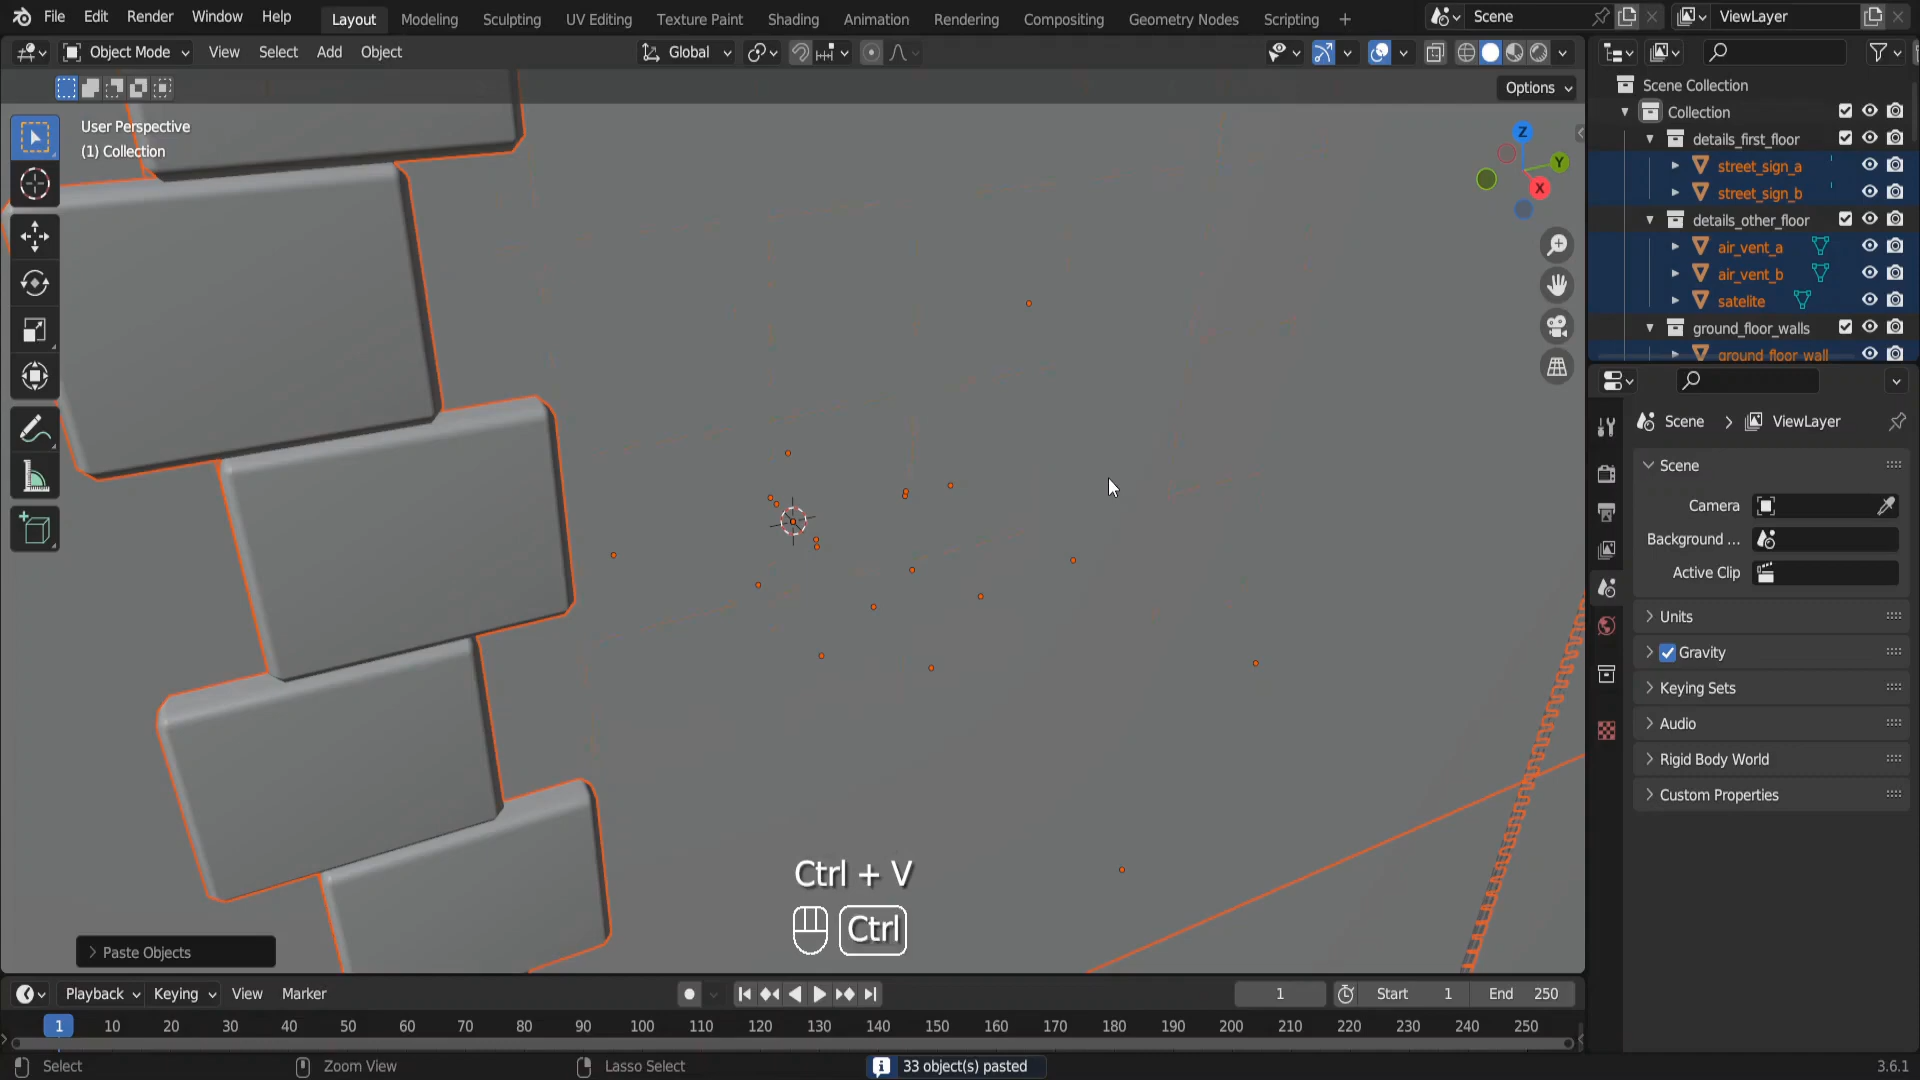 File Edit Render Window Help Layout Modeling Sculpting UV Editing Texture Paint Shading Animation Rendering Compositing Geometry Nodes Scripting + Scene ViewLayer
Object Mode View Select Add Object Global
Options
User Perspective
(1) Collection
Z
Y
X
Scene Collection
Collection
details_first_floor
street_sign_a
street_sign_b
details_other_floor
air_vent_a
air_vent_b
satelite
ground_floor_walls
ground_floor_wall
Scene > ViewLayer
Scene
Camera
Background ...
Active Clip
Units
Gravity
Keying Sets
Audio
Rigid Body World
Custom Properties
Ctrl + V
Ctrl
> Paste Objects
Playback Keying View Marker 1 Start 1 End 250
1 10 20 30 40 50 60 70 80 90 100 110 120 130 140 150 160 170 180 190 200 210 220 230 240 250
Select Zoom View Lasso Select 33 object(s) pasted 3.6.1